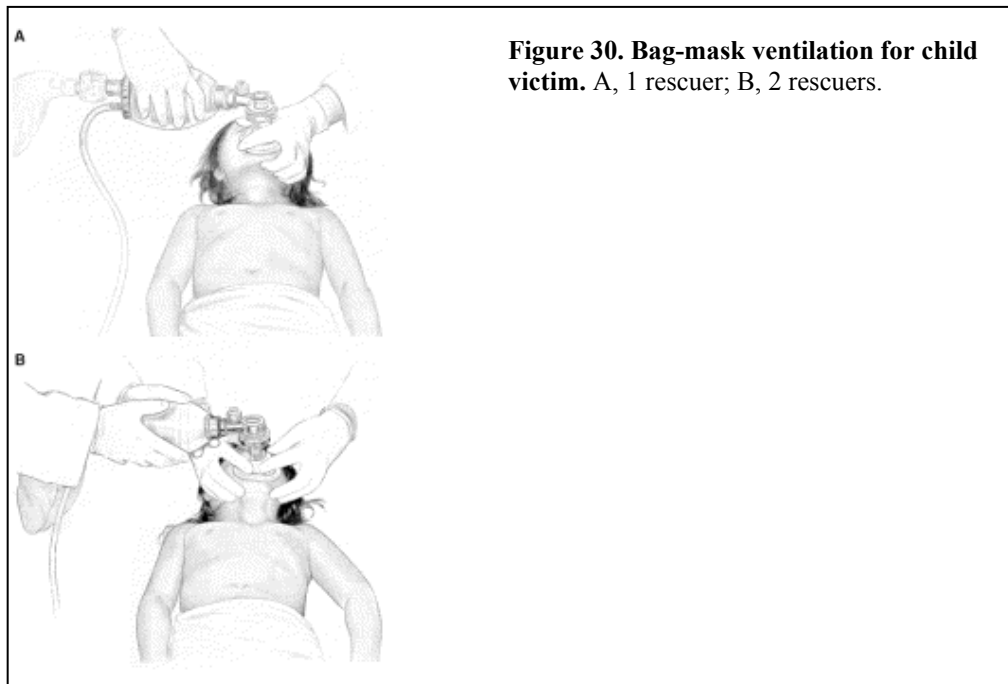 A
Figure 30. Bag-mask ventilation for child
victim. A, 1 rescuer; B, 2 rescuers.
B